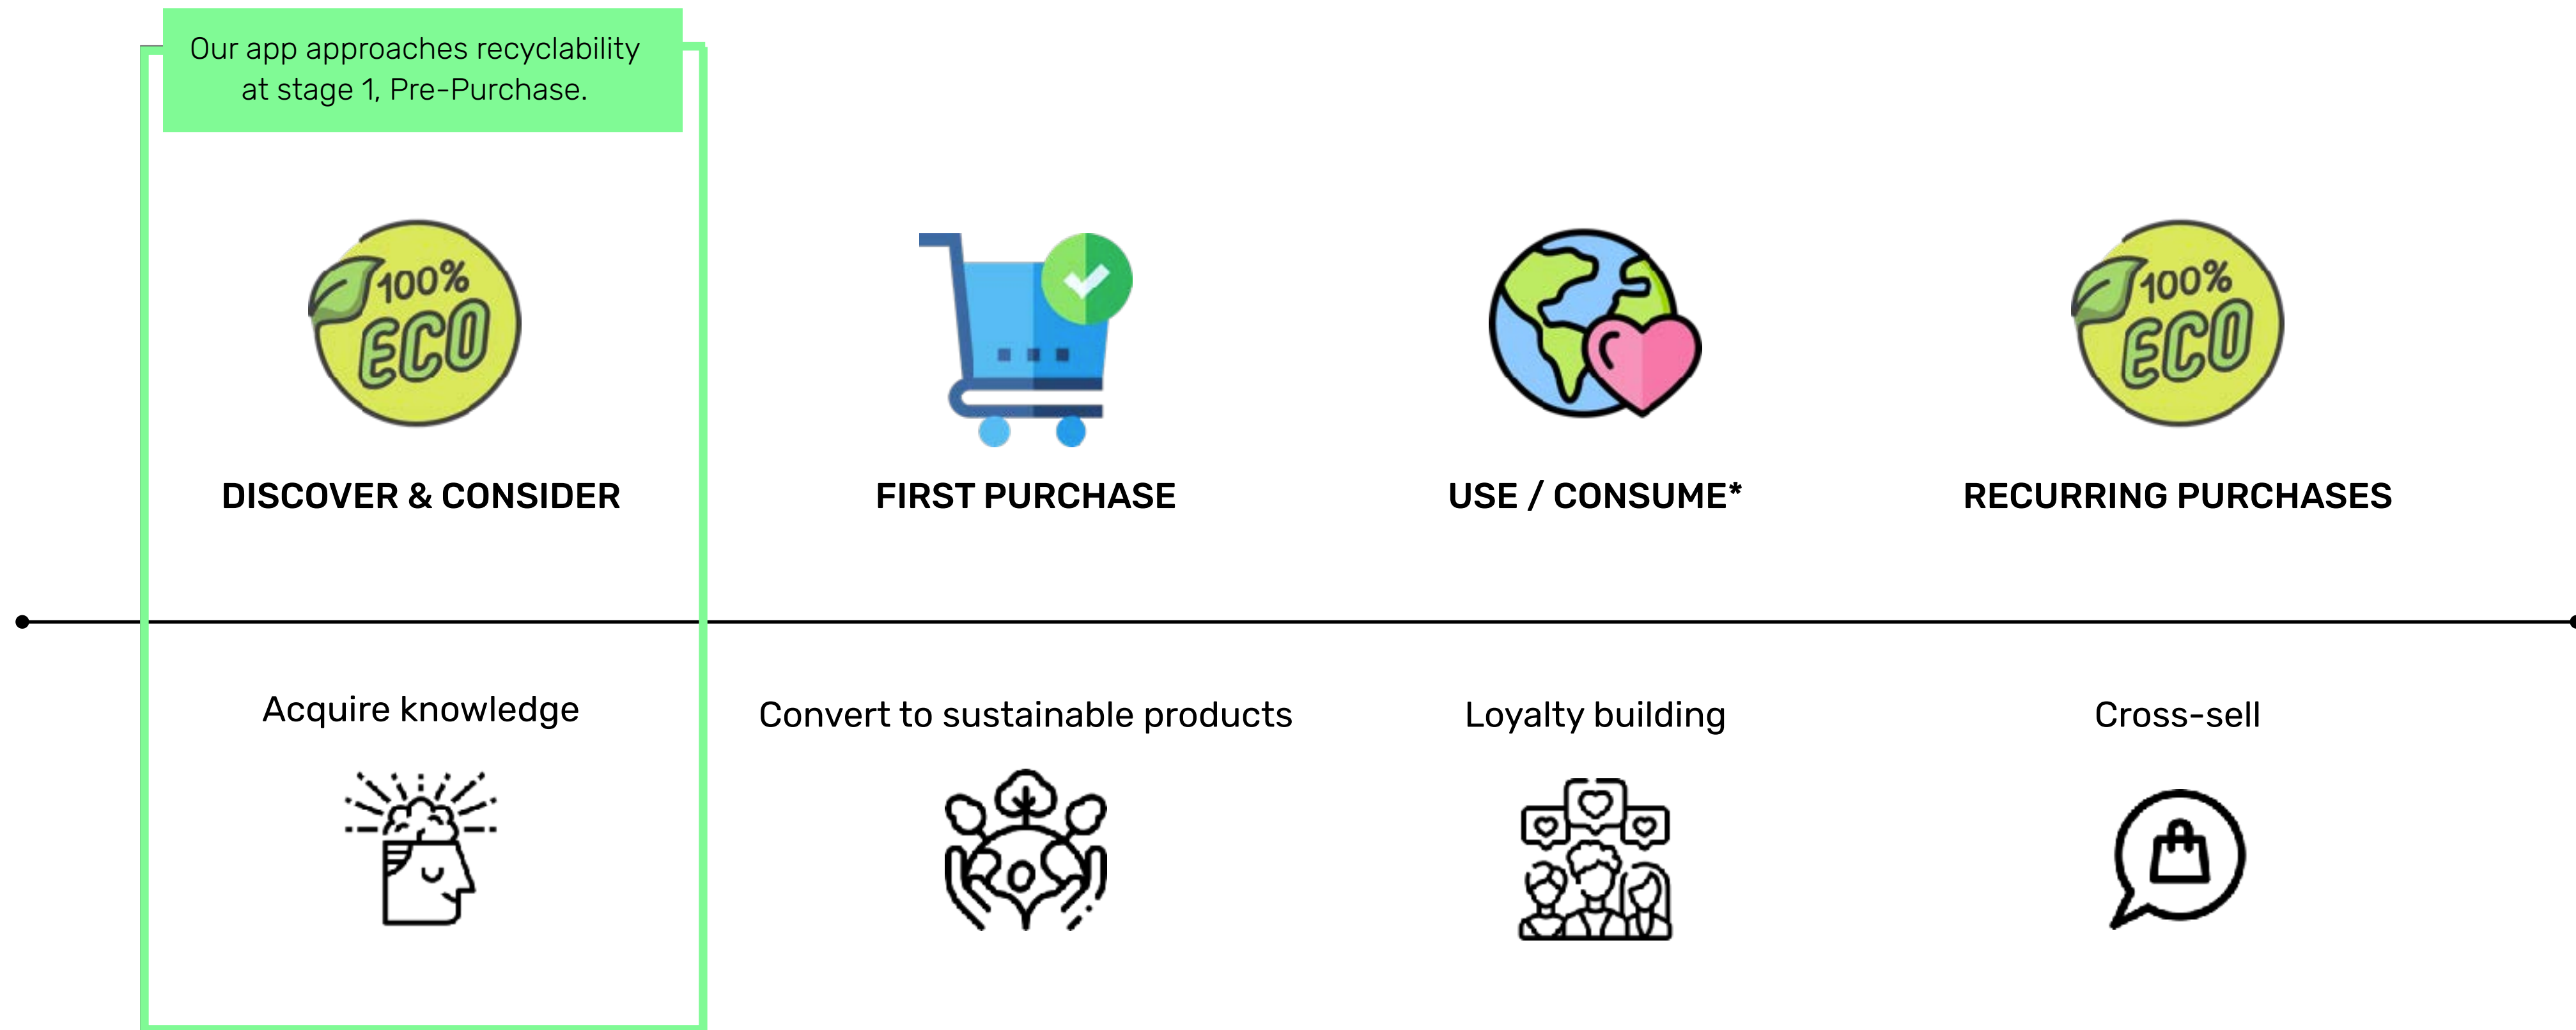 Our app approaches recyclability
at stage 1, Pre-Purchase.
100%
ECO
100%
ECO
DISCOVER & CONSIDER
FIRST PURCHASE
USE / CONSUME*
RECURRING PURCHASES
Acquire knowledge
Convert to sustainable products
Loyalty building
Cross-sell